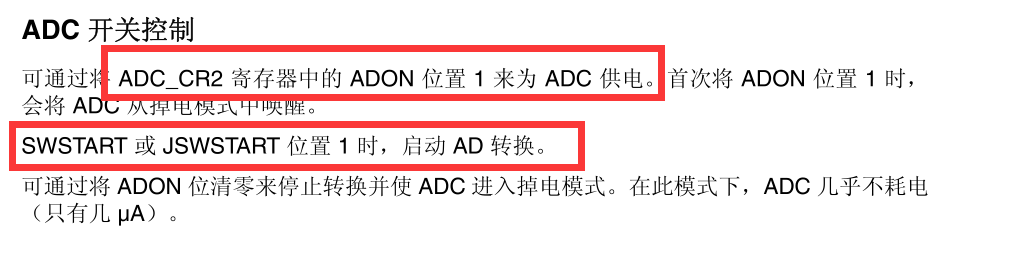 ADC 开关控制
可通过将 ADC_CR2 寄存器中的 ADON 位置 1 来为 ADC 供电。首次将 ADON 位置 1 时，
会将 ADC 从掉电模式中唤醒。
SWSTART 或 JSWSTART 位置 1 时，启动 AD 转换。
可通过将 ADON 位清零来停止转换并使 ADC 进入掉电模式。在此模式下，ADC 几乎不耗电
（只有几 µA）。